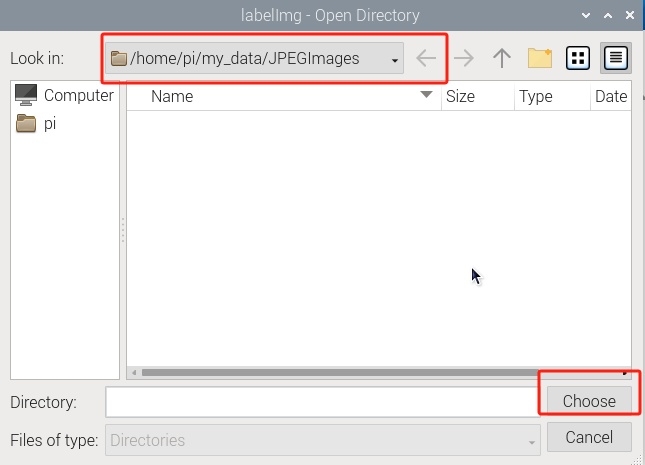 labelImg - Open Directory
Look in: /home/pi/my_data/JPEGImages
Computer
pi
Name Size Type Date
Directory: Choose
Files of type: Directories Cancel